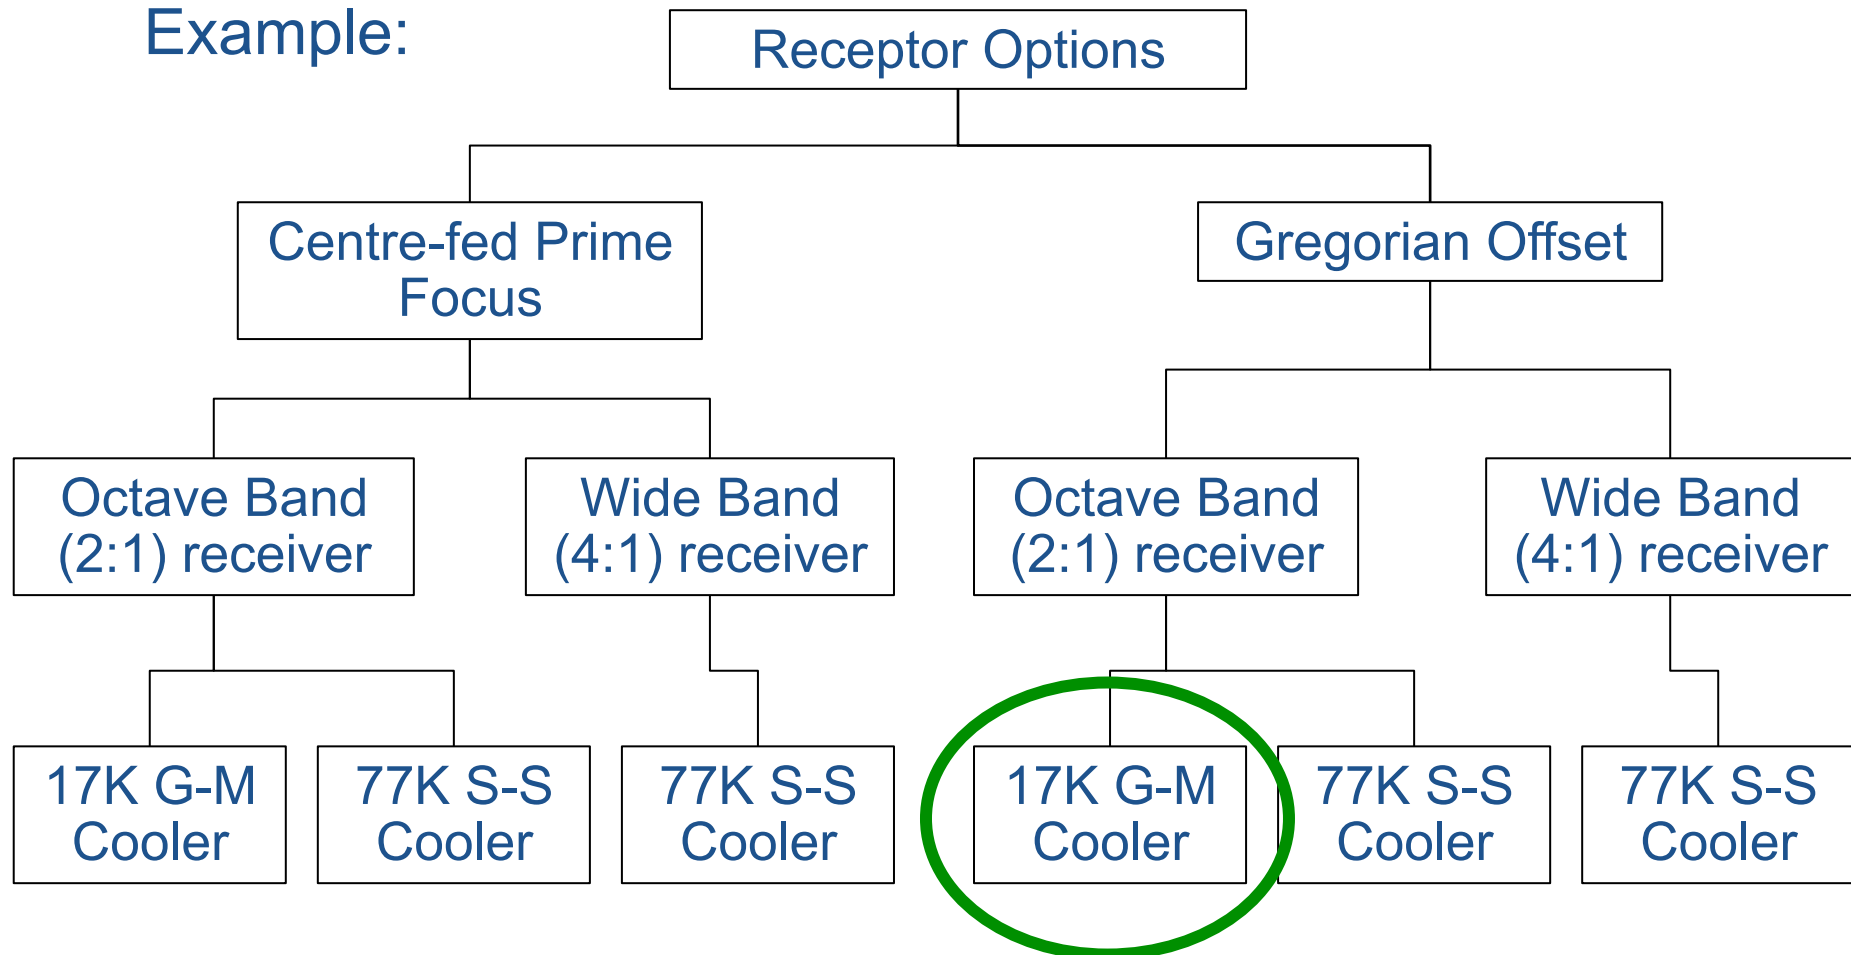 Example:
Receptor Options
Centre-fed Prime
Focus
Gregorian Offset
Octave Band
(2:1) receiver
Wide Band
(4:1) receiver
Octave Band
(2:1) receiver
Wide Band
(4:1) receiver
17K G-M
Cooler
77K S-S
Cooler
77K S-S
Cooler
17K G-M
Cooler
77K S-S
Cooler
77K S-S
Cooler